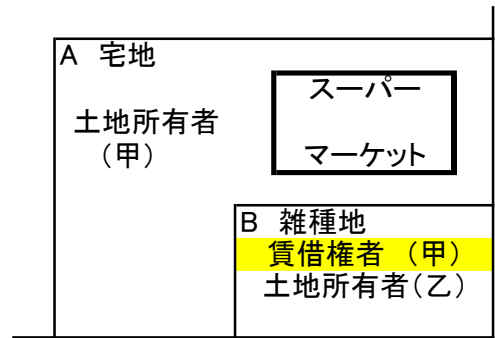 A 宅地
スーパー
マーケット
土地所有者
（甲）
B 雑種地
賃借権者 （甲）
土地所有者（乙）